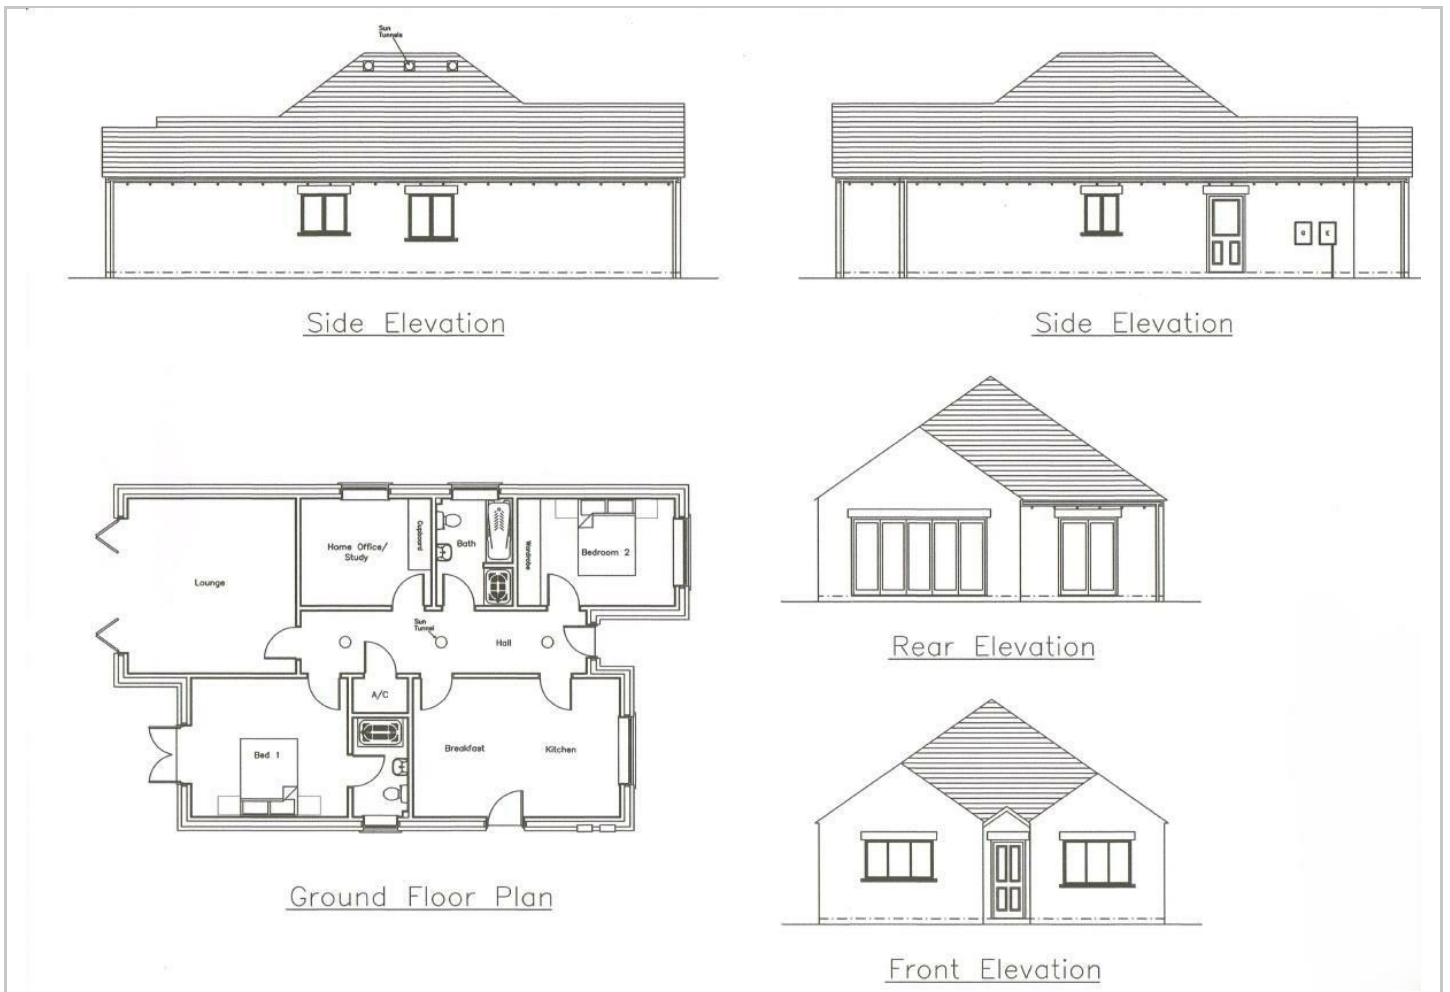 Sun
Tunnels
G E
Side Elevation
Side Elevation
Lounge
Home Office/
Study
Cupboard
Bath
Wardrobe
Bedroom 2
Sun
Tunnel
Hall
A/C
Bed 1
Breakfast
Kitchen
Ground Floor Plan
Rear Elevation
Front Elevation